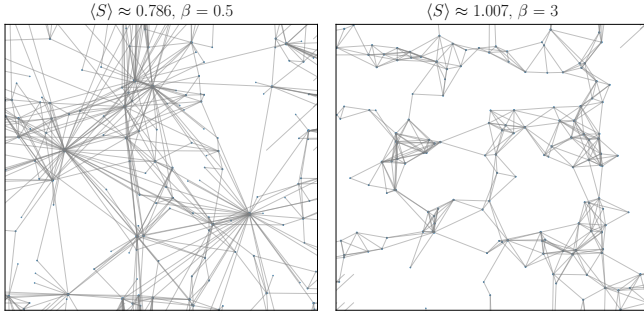 ⟨S⟩ ≈ 0.786, β = 0.5
⟨S⟩ ≈ 1.007, β = 3